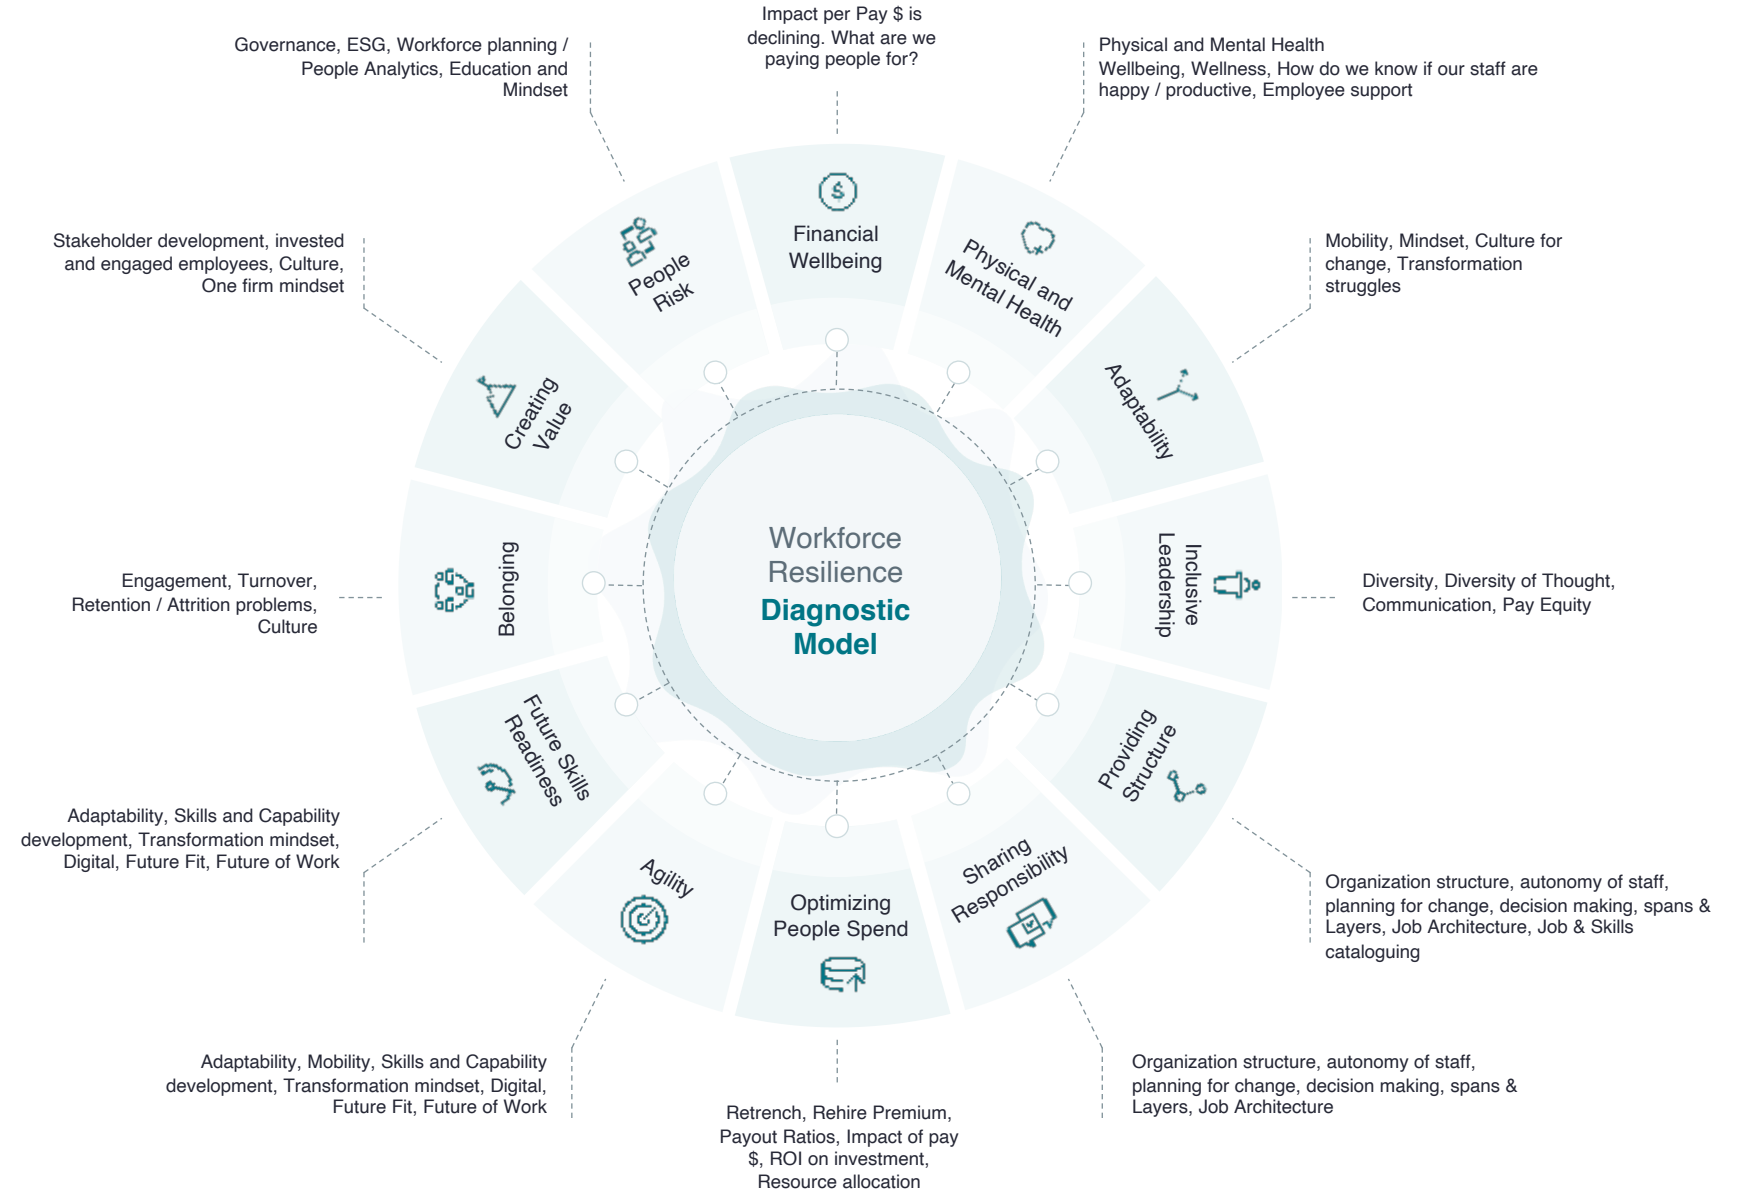 Impact per Pay $ is
declining. What are we
paying people for?
Governance, ESG, Workforce planning /
People Analytics, Education and
Mindset
Physical and Mental Health
Wellbeing, Wellness, How do we know if our staff are
happy / productive, Employee support
Financial
Wellbeing
People
Risk
Physical and
Mental Health
Stakeholder development, invested
and engaged employees, Culture,
One firm mindset
Mobility, Mindset, Culture for
change, Transformation
struggles
Creating
Value
Adaptability
Workforce
Resilience
Diagnostic
Model
Belonging
Inclusive
Leadership
Engagement, Turnover,
Retention / Attrition problems,
Culture
Diversity, Diversity of Thought,
Communication, Pay Equity
Future Skills
Readiness
Providing
Structure
Adaptability, Skills and Capability
development, Transformation mindset,
Digital, Future Fit, Future of Work
Agility
Optimizing
People Spend
Sharing
Responsibility
Organization structure, autonomy of staff,
planning for change, decision making, spans &
Layers, Job Architecture, Job & Skills
cataloguing
Adaptability, Mobility, Skills and Capability
development, Transformation mindset, Digital,
Future Fit, Future of Work
Organization structure, autonomy of staff,
planning for change, decision making, spans &
Layers, Job Architecture
Retrench, Rehire Premium,
Payout Ratios, Impact of pay
$, ROI on investment,
Resource allocation